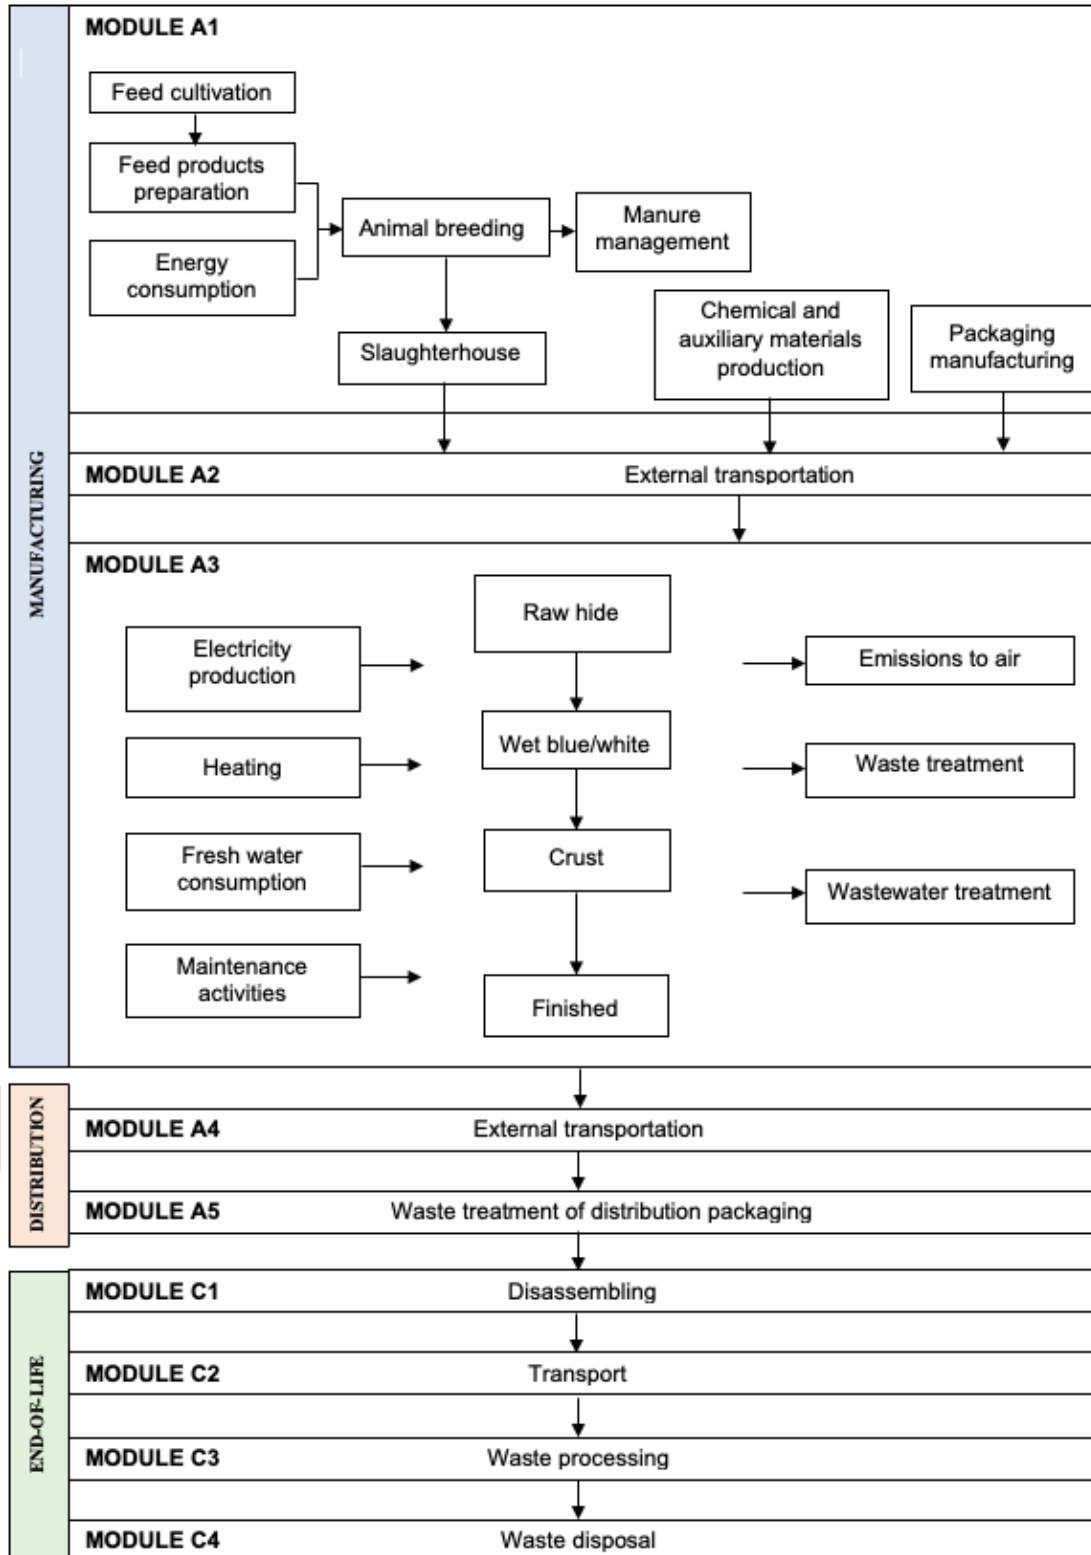 MANUFACTURING
MODULE A1
Feed cultivation
Feed products
preparation
Energy
consumption
Animal breeding
Manure
management
Slaughterhouse
Chemical and
auxiliary materials
production
Packaging
manufacturing
MODULE A2
External transportation
MODULE A3
Electricity
production
Heating
Fresh water
consumption
Maintenance
activities
Raw hide
Wet blue/white
Crust
Finished
Emissions to air
Waste treatment
Wastewater treatment
DISTRIBUTION
MODULE A4
External transportation
MODULE A5
Waste treatment of distribution packaging
END-OF-LIFE
MODULE C1
Disassembling
MODULE C2
Transport
MODULE C3
Waste processing
MODULE C4
Waste disposal